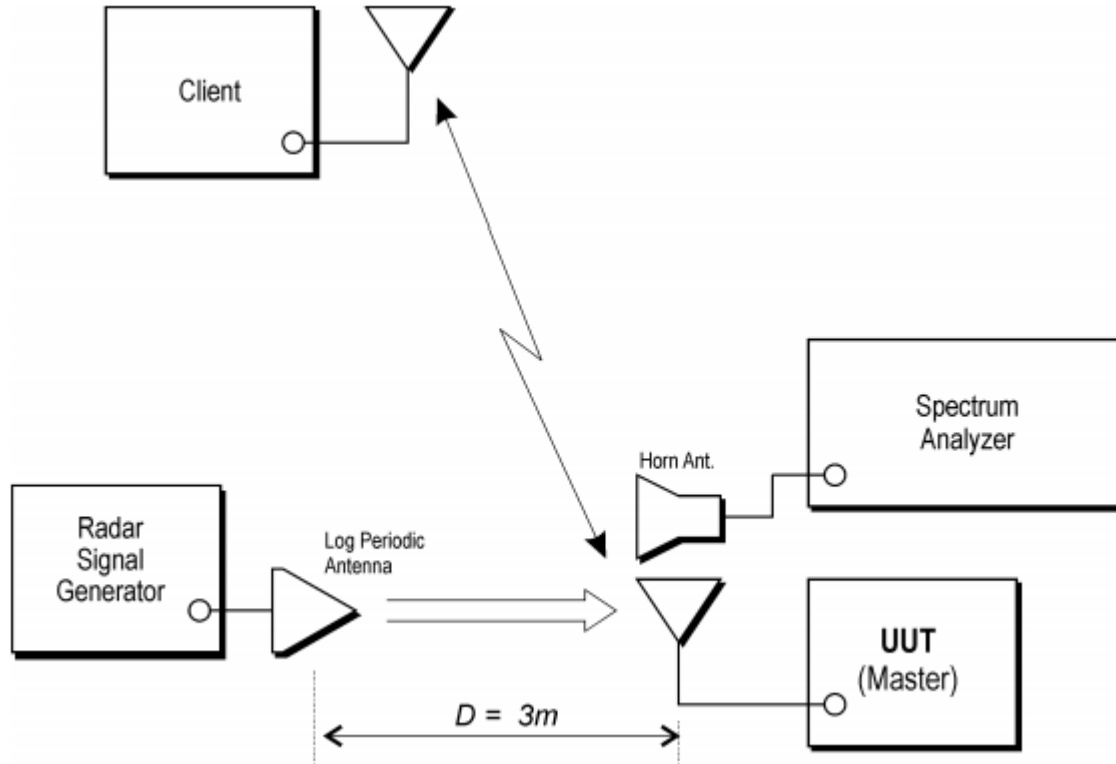 Client
Spectrum
Analyzer
Horn Ant.
Radar
Signal
Generator
Log Periodic
Antenna
UUT
(Master)
D = 3m